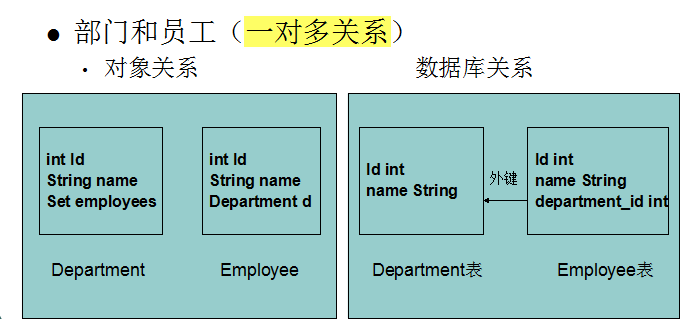 ● 部门和员工（一对多关系）
• 对象关系
数据库关系
int Id
String name
Set employees
int Id
String name
Department d
Id int
name String
外键
Id int
name String
department_id int
Department
Employee
Department表
Employee表